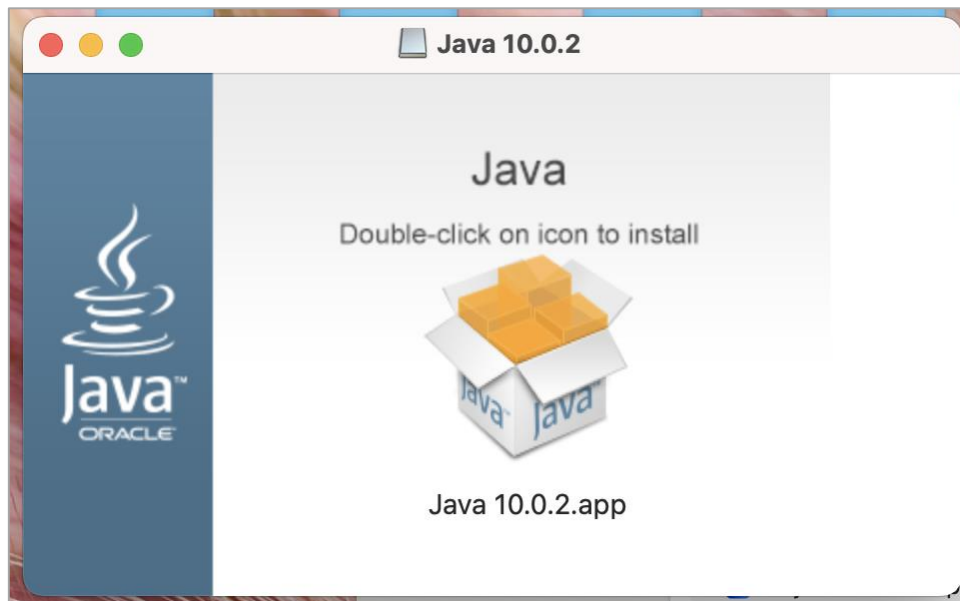 Java 10.0.2
Java
Double-click on icon to install
Java™
ORACLE
Java
Java
Java 10.0.2.app